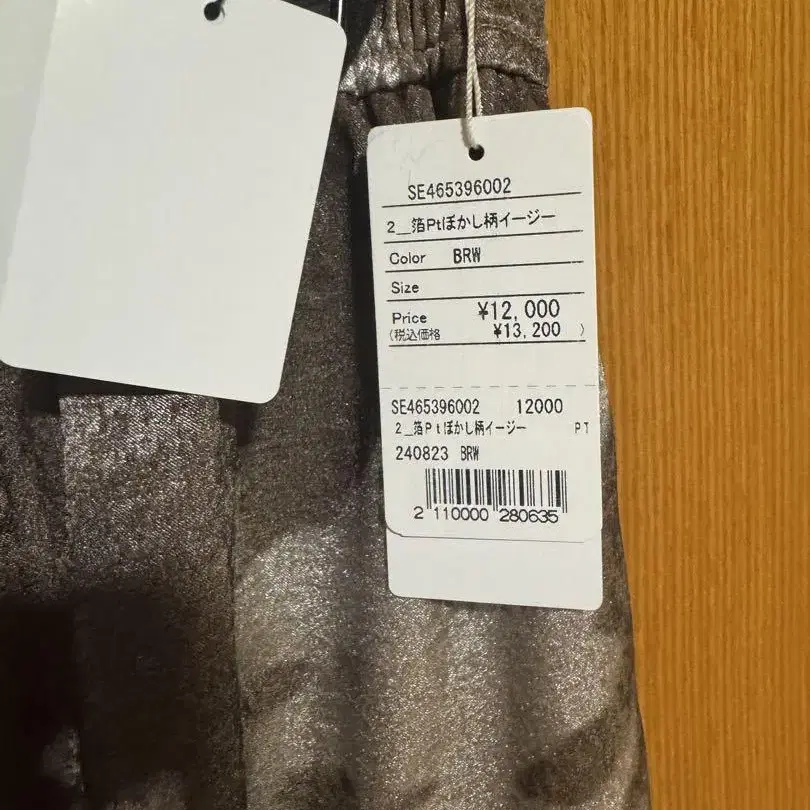 SE465396002
2_箔Ptぼかし柄イージー
Color BRW
Size
Price ¥12,000
(税込価格 ¥13,200 )
SE465396002 12000
2_箔Ptぼかし柄イージー PT
240823 BRW
2 110000 280635